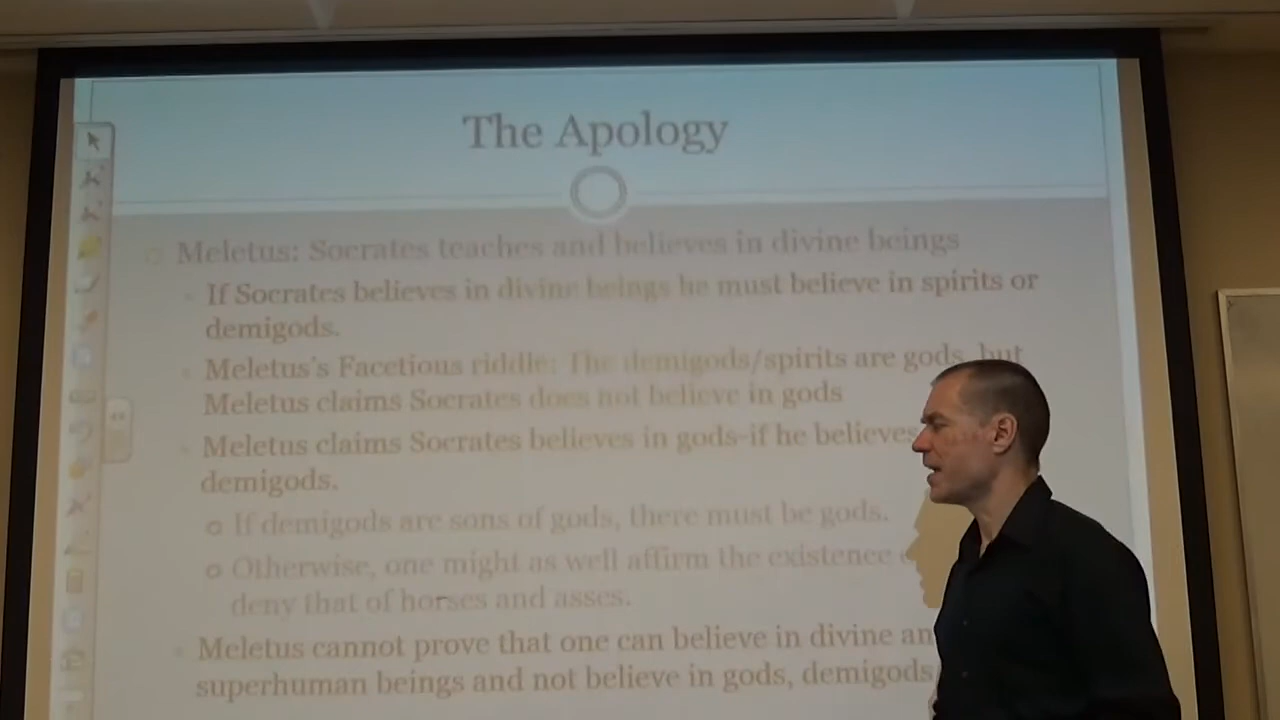 The Apology
Meletus: Socrates teaches and believes in divine beings
If Socrates believes in divine beings he must believe in spirits or
demigods.
Meletus's Facetious riddle: The demigods/spirits are gods, but
Meletus claims Socrates does not believe in gods
Meletus claims Socrates believes in gods-if he believes
demigods.
If demigods are sons of gods, there must be gods.
Otherwise, one might as well affirm the existence
deny that of horses and asses.
Meletus cannot prove that one can believe in divine an
superhuman beings and not believe in gods, demigods